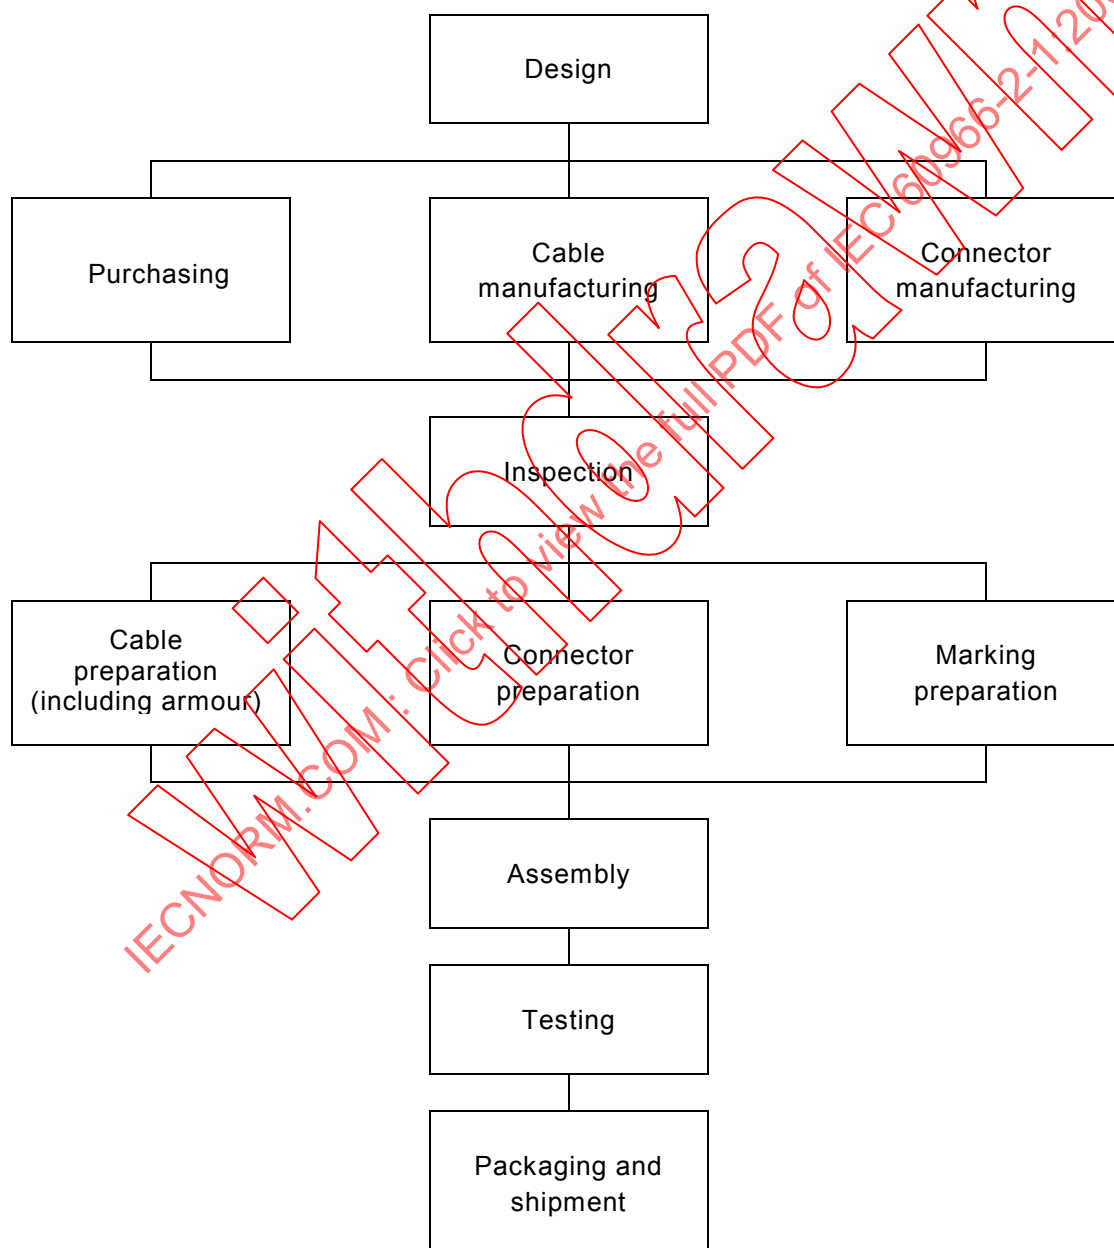 Design
Purchasing
Cable
manufacturing
Connector
manufacturing
Inspection
Cable
preparation
(including armour)
Connector
preparation
Marking
preparation
Assembly
Testing
Packaging and
shipment
Withdrawn
IECNORM.COM : Click to view the full PDF of IEC 60966-2-1:200